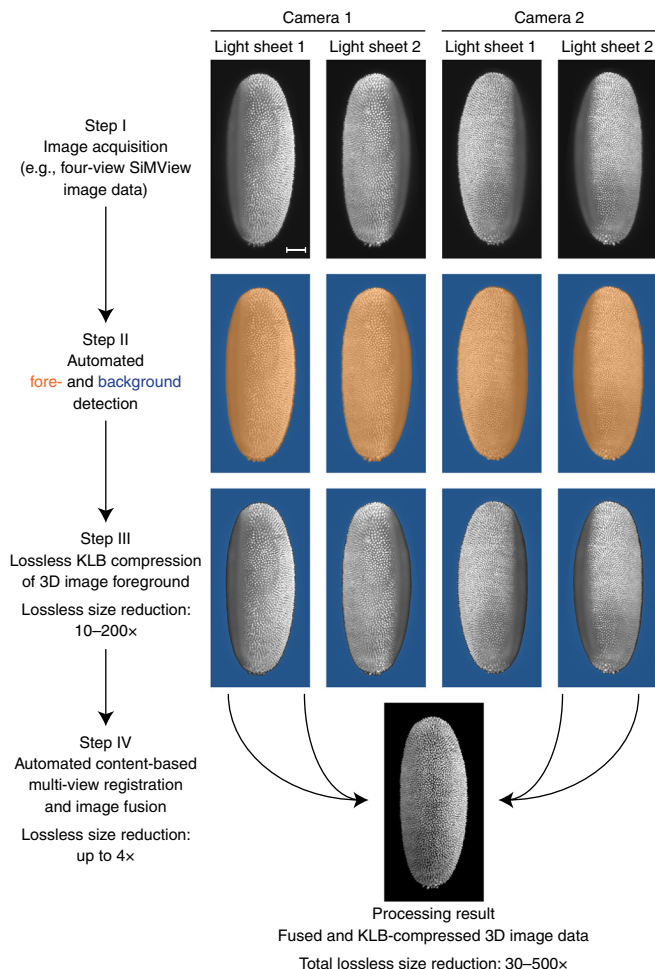 Camera 1
Camera 2
Light sheet 1
Light sheet 2
Light sheet 1
Light sheet 2
Step I
Image acquisition
(e.g., four-view SiMView
image data)
Step II
Automated
fore- and background
detection
Step III
Lossless KLB compression
of 3D image foreground
Lossless size reduction:
10–200×
Step IV
Automated content-based
multi-view registration
and image fusion
Lossless size reduction:
up to 4×
Processing result
Fused and KLB-compressed 3D image data
Total lossless size reduction: 30–500×